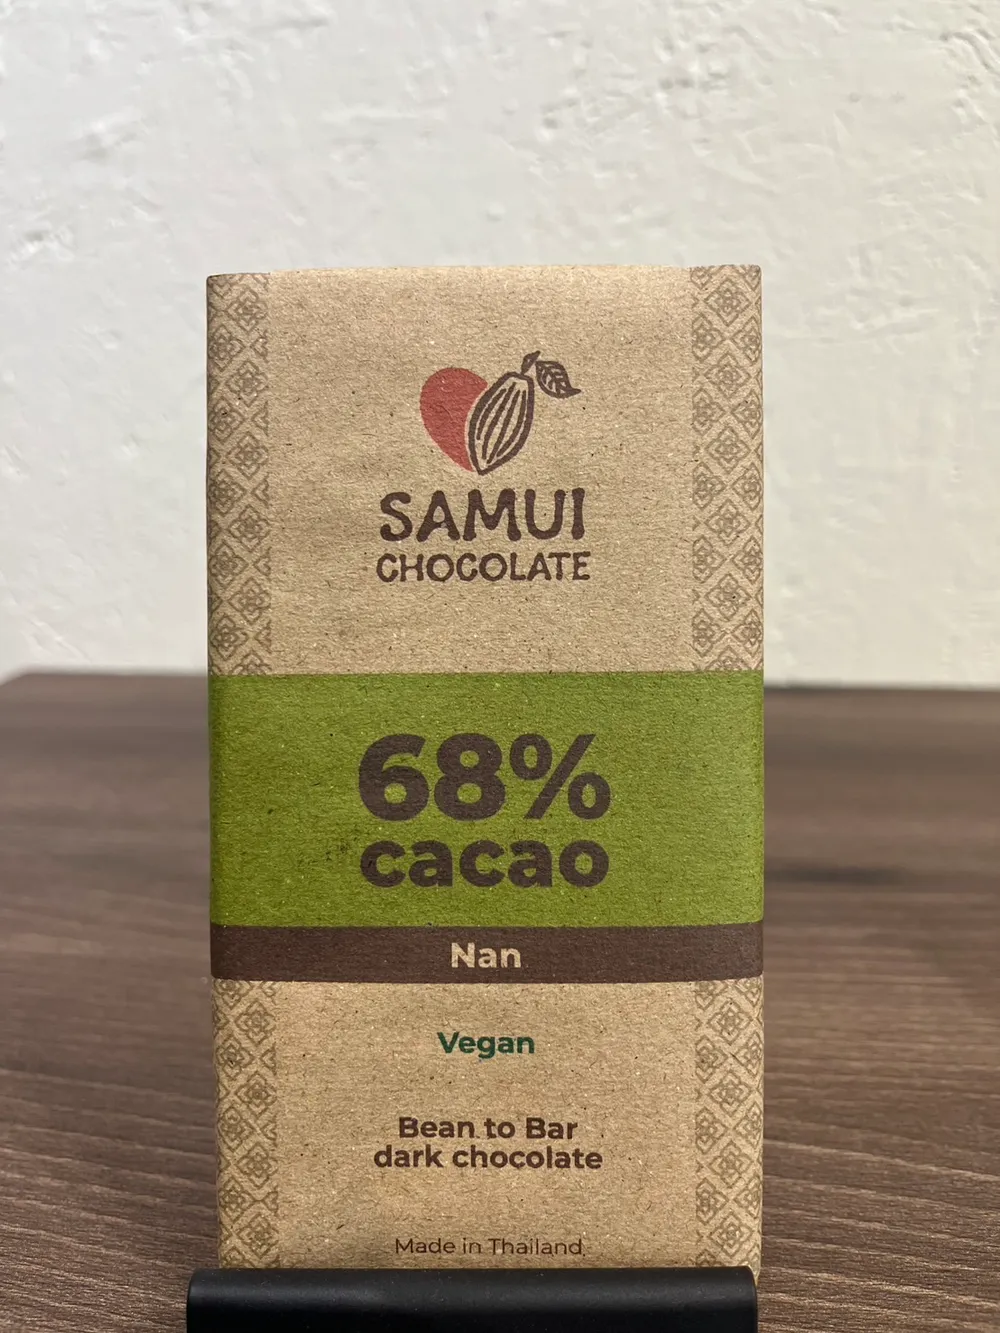 SAMUI
CHOCOLATE
68%
cacao
Nan
Vegan
Bean to Bar
dark chocolate
Made in Thailand